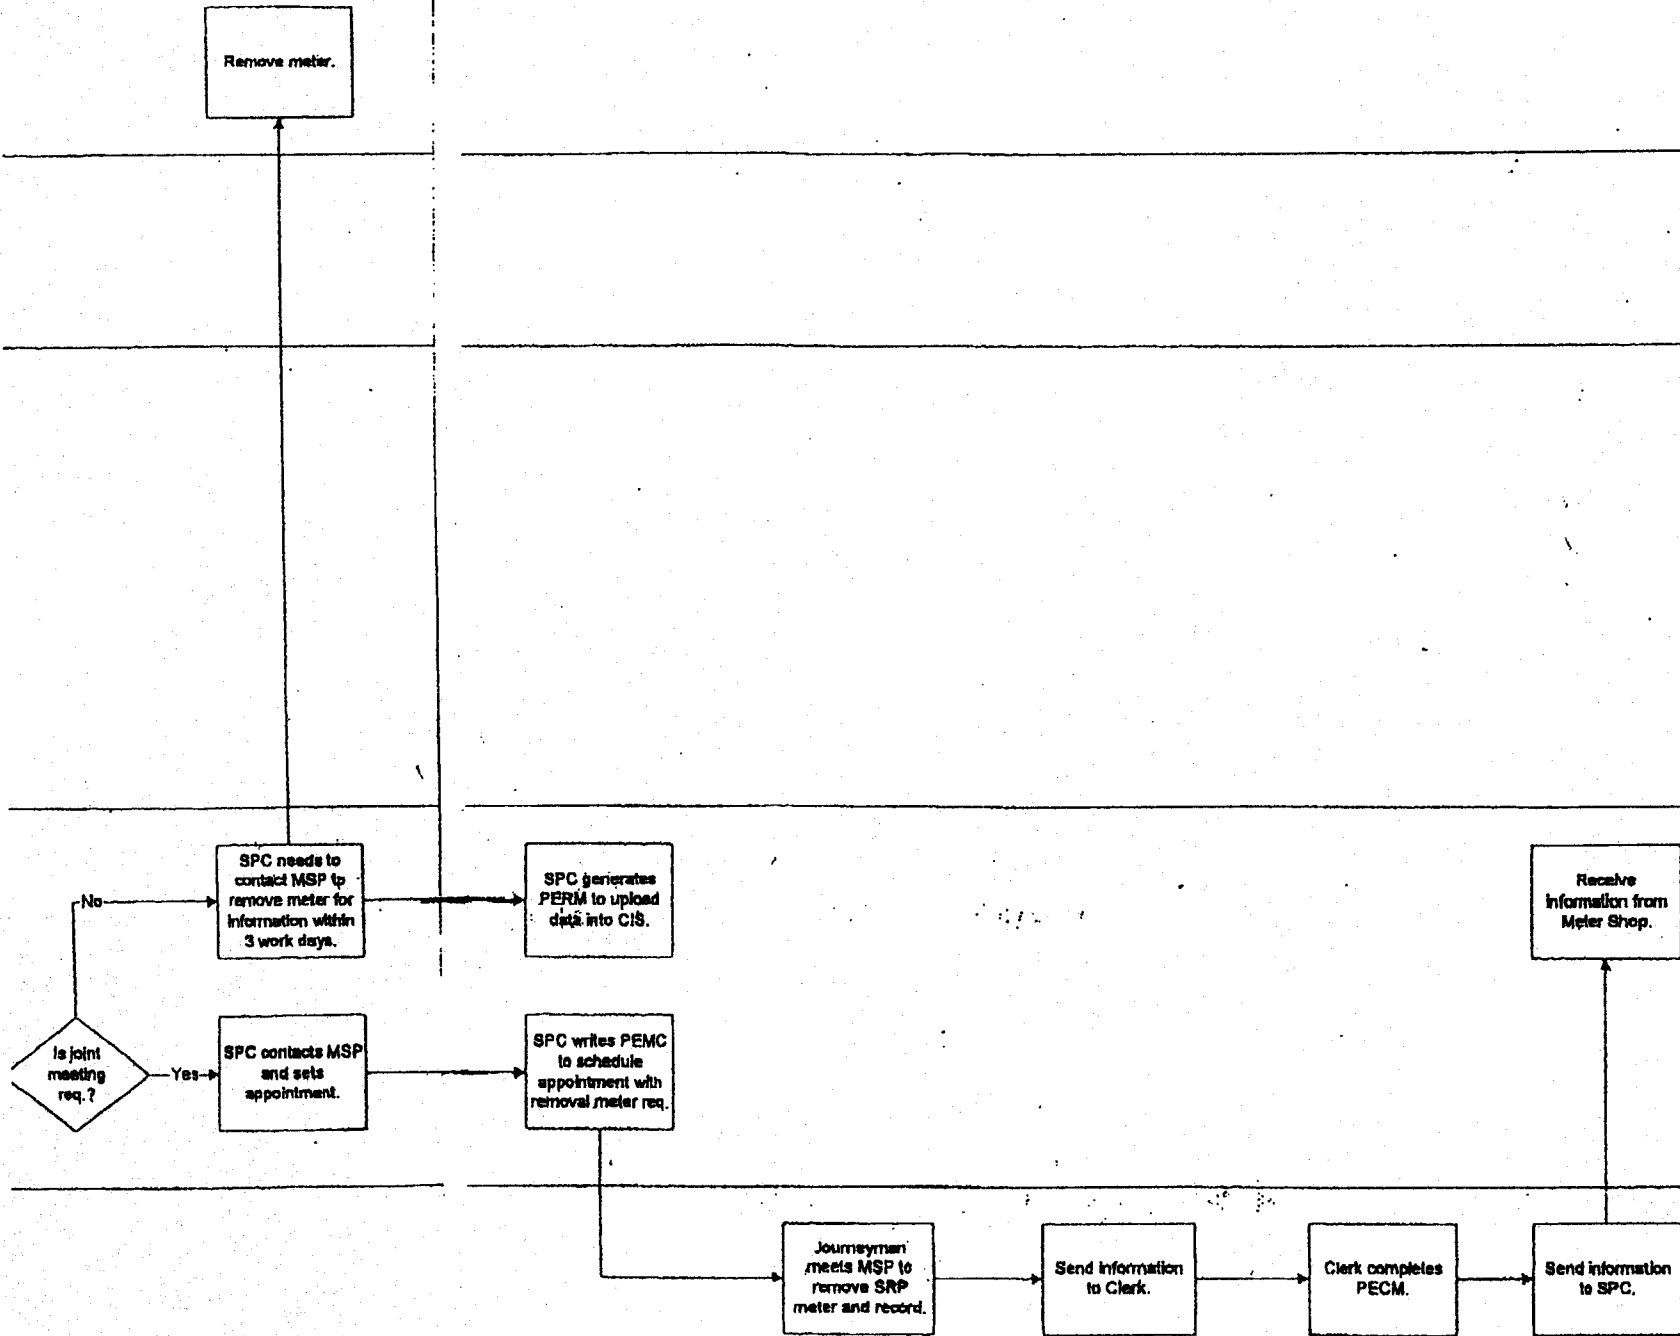 Remove meter.
SPC needs to
contact MSP to
remove meter for
information within
3 work days.
SPC generates
PERM to upload
data into CIS.
Receive
information from
Meter Shop.
No
Is joint
meeting
req.?
Yes
SPC contacts MSP
and sets
appointment.
SPC writes PEMC
to schedule
appointment with
removal meter req.
Journeyman
meets MSP to
remove SRP
meter and record.
Send information
to Clerk.
Clerk completes
PECM.
Send information
to SPC.